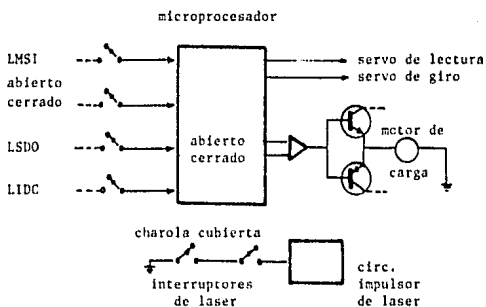 microprocesador
LMSI
abierto
cerrado
LSDO
LIDC
abierto
cerrado
servo de lectura
servo de giro
motor de
carga
charola cubierta
interruptores
de laser
circ.
impulsor
de laser